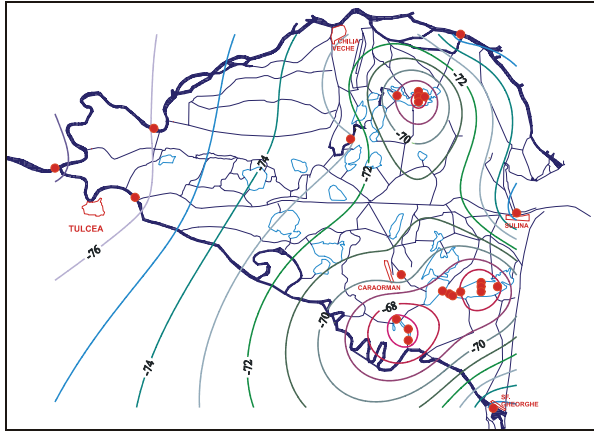 CHILIA
VECHE
-72
-70
-74
-72
SULINA
TULCEA
-76
CARAORMAN
-68
-70
-70
-74
-72
SF.
GHEORGHE